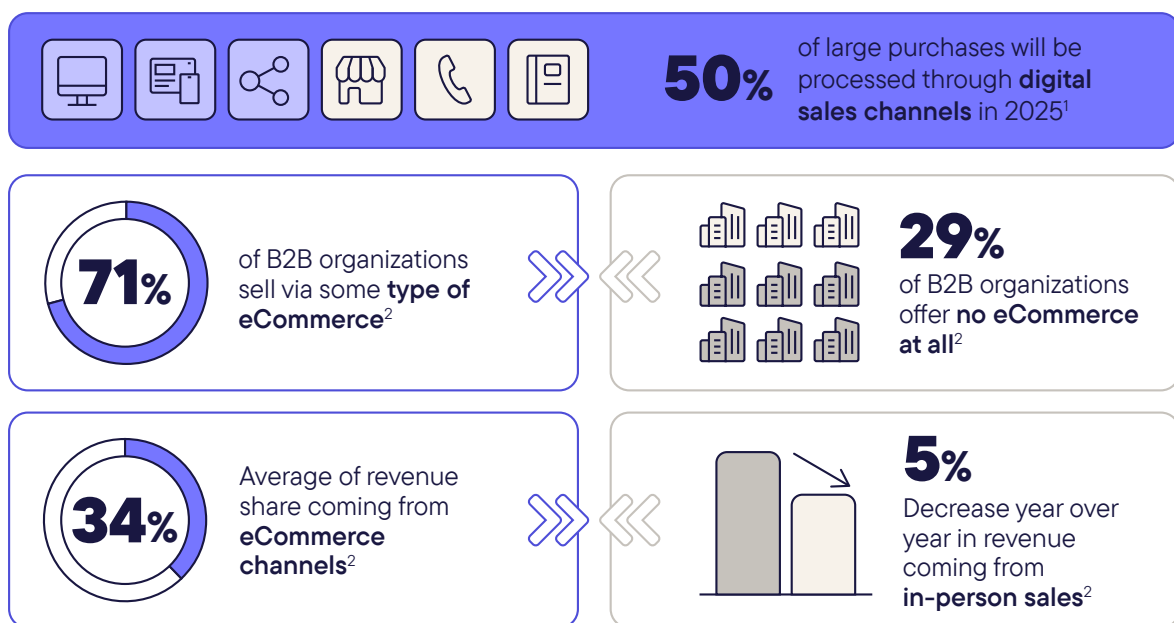 50%
of large purchases will be
processed through digital
sales channels in 2025¹
71%
of B2B organizations
sell via some type of
eCommerce²
29%
of B2B organizations
offer no eCommerce
at all²
34%
Average of revenue
share coming from
eCommerce
channels²
5%
Decrease year over
year in revenue
coming from
in-person sales²